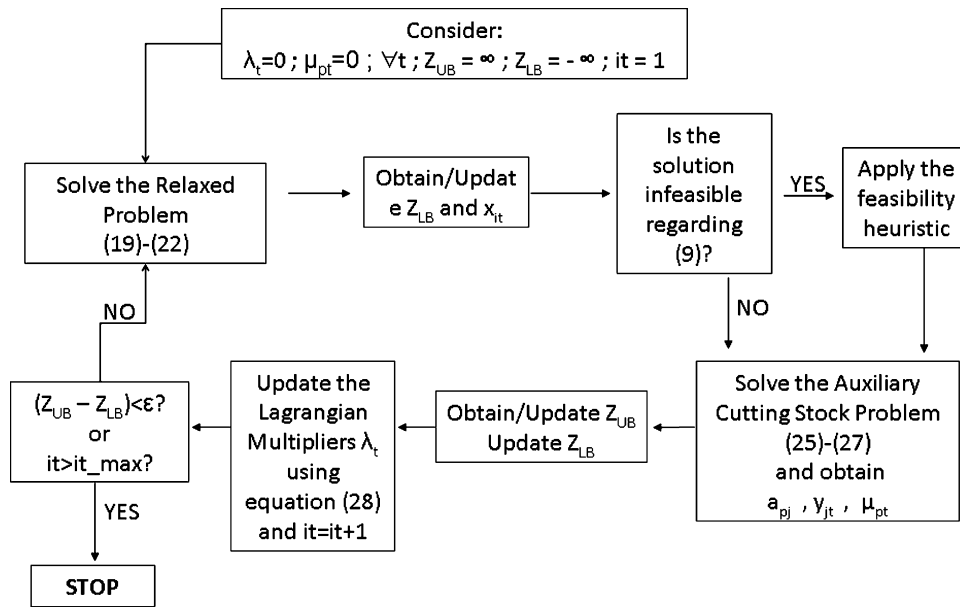 Consider:
λt=0 ; μpt=0 ; ∀t ; ZUB = ∞ ; ZLB = - ∞ ; it = 1
Solve the Relaxed
Problem
(19)-(22)
Obtain/Updat
e ZLB and xit
Is the
solution
infeasible
regarding
(9)?
YES
Apply the
feasibility
heuristic
NO
Solve the Auxiliary
Cutting Stock Problem
(25)-(27)
and obtain
apj , yjt , μpt
Obtain/Update ZUB
Update ZLB
Update the
Lagrangian
Multipliers λt
using
equation (28)
and it=it+1
(ZUB – ZLB)<ε?
or
it>it_max?
NO
YES
STOP